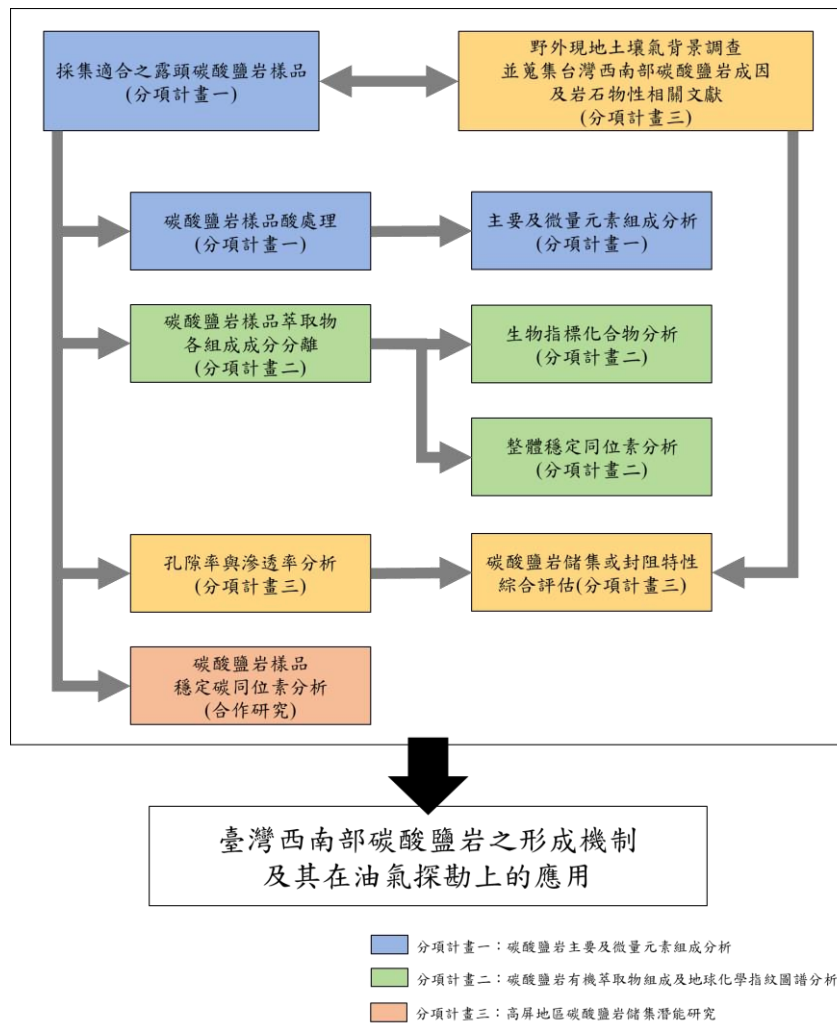 採集適合之露頭碳酸鹽岩樣品
(分項計畫一)
野外現地土壤氣背景調查
並蒐集台灣西南部碳酸鹽岩成因
及岩石物性相關文獻
(分項計畫三)
碳酸鹽岩樣品酸處理
(分項計畫一)
主要及微量元素組成分析
(分項計畫一)
碳酸鹽岩樣品萃取物
各組成成分分離
(分項計畫二)
生物指標化合物分析
(分項計畫二)
整體穩定同位素分析
(分項計畫二)
孔隙率與滲透率分析
(分項計畫三)
碳酸鹽岩儲集或封阻特性
綜合評估(分項計畫三)
碳酸鹽岩樣品
穩定碳同位素分析
(合作研究)
臺灣西南部碳酸鹽岩之形成機制
及其在油氣探勘上的應用
分項計畫一：碳酸鹽岩主要及微量元素組成分析
分項計畫二：碳酸鹽岩有機萃取物組成及地球化學指紋圖譜分析
分項計畫三：高屏地區碳酸鹽岩儲集潛能研究